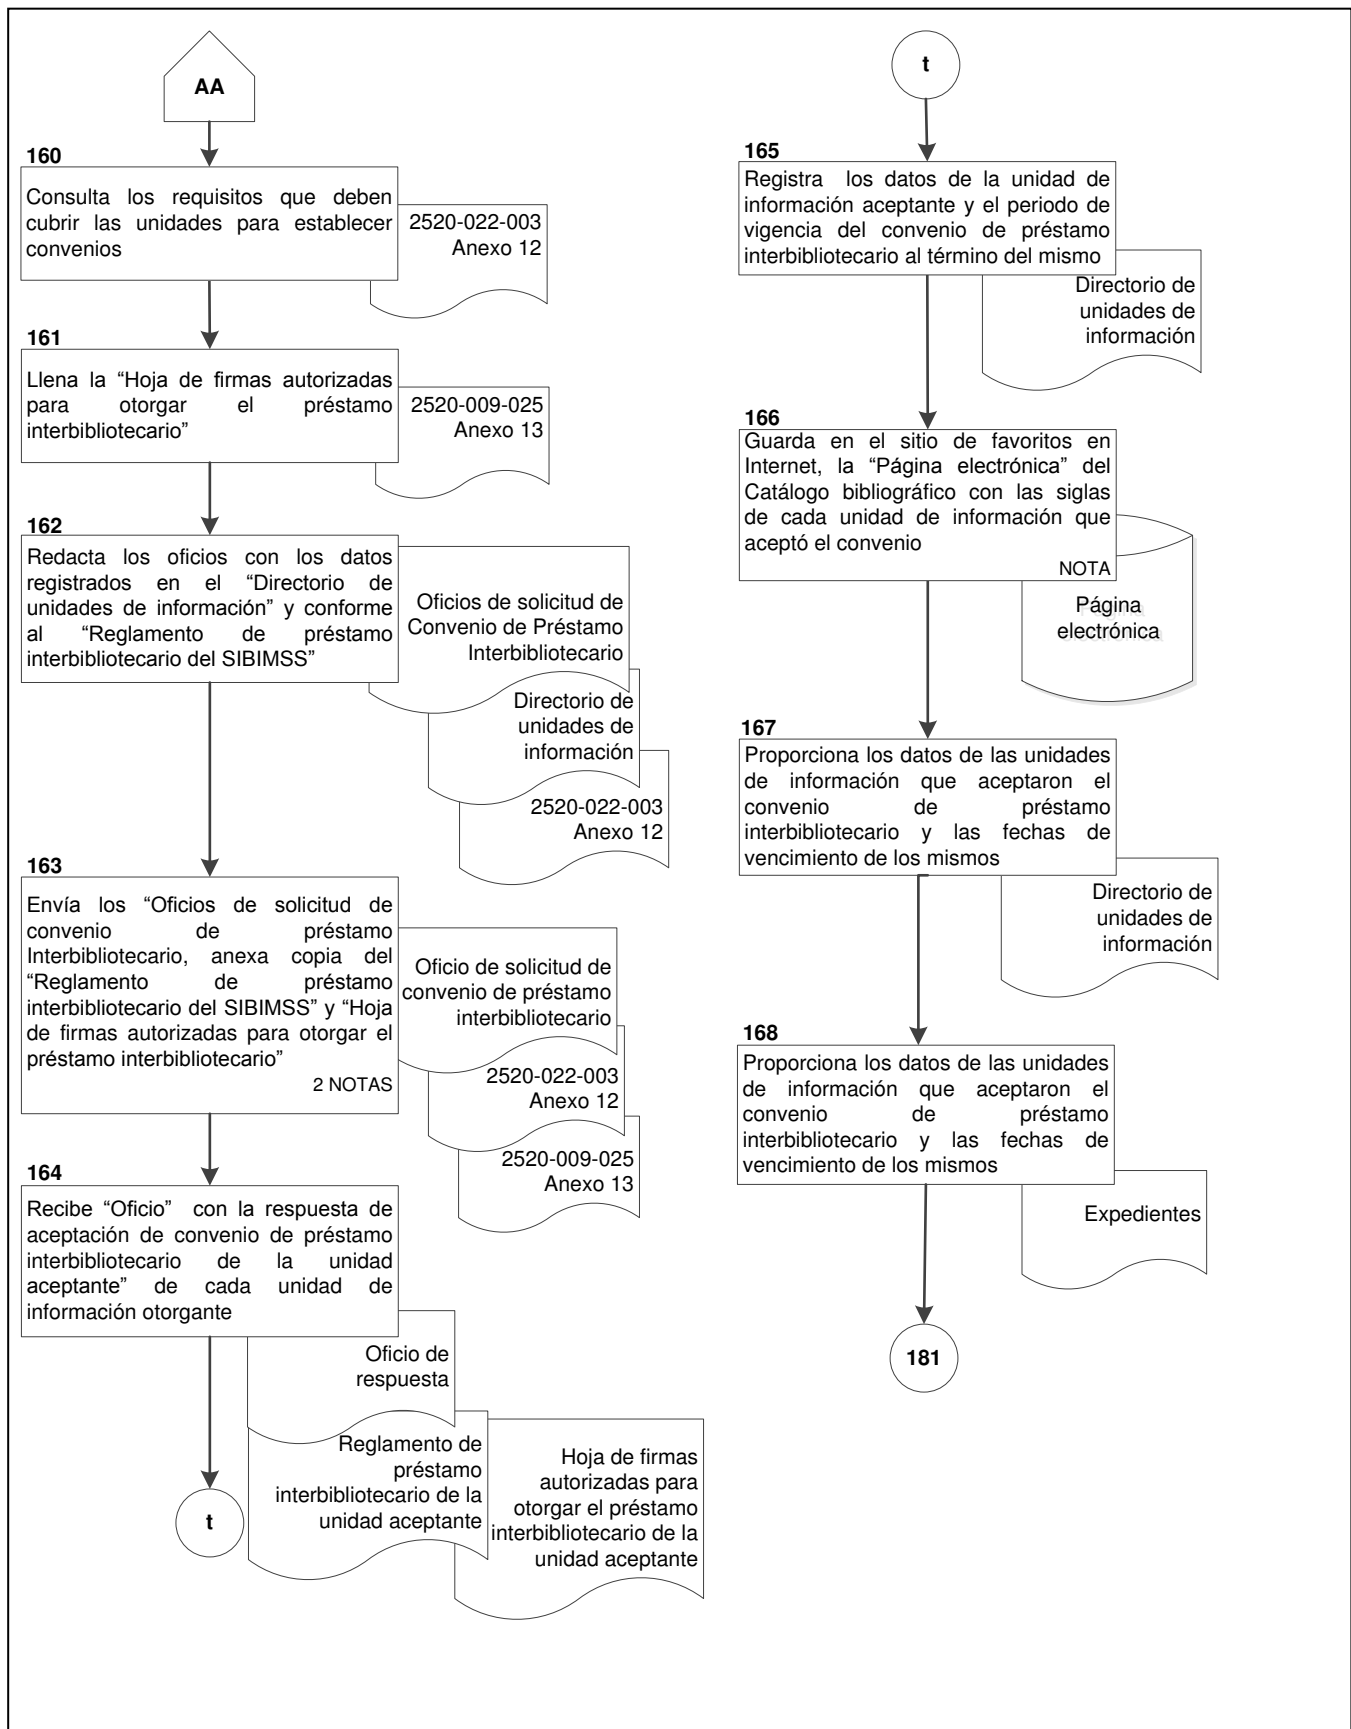 AA
160
Consulta los requisitos que deben
cubrir las unidades para establecer
convenios
2520-022-003
Anexo 12
161
Llena la “Hoja de firmas autorizadas
para otorgar el préstamo
interbibliotecario”
2520-009-025
Anexo 13
162
Redacta los oficios con los datos
registrados en el “Directorio de
unidades de información” y conforme
al “Reglamento de préstamo
interbibliotecario del SIBIMSS”
Oficios de solicitud de
Convenio de Préstamo
Interbibliotecario
Directorio de
unidades de
información
2520-022-003
Anexo 12
163
Envía los “Oficios de solicitud de
convenio de préstamo
Interbibliotecario, anexa copia del
“Reglamento de préstamo
interbibliotecario del SIBIMSS” y “Hoja
de firmas autorizadas para otorgar el
préstamo interbibliotecario”
2 NOTAS
Oficio de solicitud de
convenio de préstamo
interbibliotecario
2520-022-003
Anexo 12
2520-009-025
Anexo 13
164
Recibe “Oficio” con la respuesta de
aceptación de convenio de préstamo
interbibliotecario de la unidad
aceptante” de cada unidad de
información otorgante
Oficio de
respuesta
Reglamento de
préstamo
interbibliotecario de la
unidad aceptante
Hoja de firmas
autorizadas para
otorgar el préstamo
interbibliotecario de la
unidad aceptante
t
t
165
Registra los datos de la unidad de
información aceptante y el periodo de
vigencia del convenio de préstamo
interbibliotecario al término del mismo
Directorio de
unidades de
información
166
Guarda en el sitio de favoritos en
Internet, la “Página electrónica” del
Catálogo bibliográfico con las siglas
de cada unidad de información que
aceptó el convenio
NOTA
Página
electrónica
167
Proporciona los datos de las unidades
de información que aceptaron el
convenio de préstamo
interbibliotecario y las fechas de
vencimiento de los mismos
Directorio de
unidades de
información
168
Proporciona los datos de las unidades
de información que aceptaron el
convenio de préstamo
interbibliotecario y las fechas de
vencimiento de los mismos
Expedientes
181